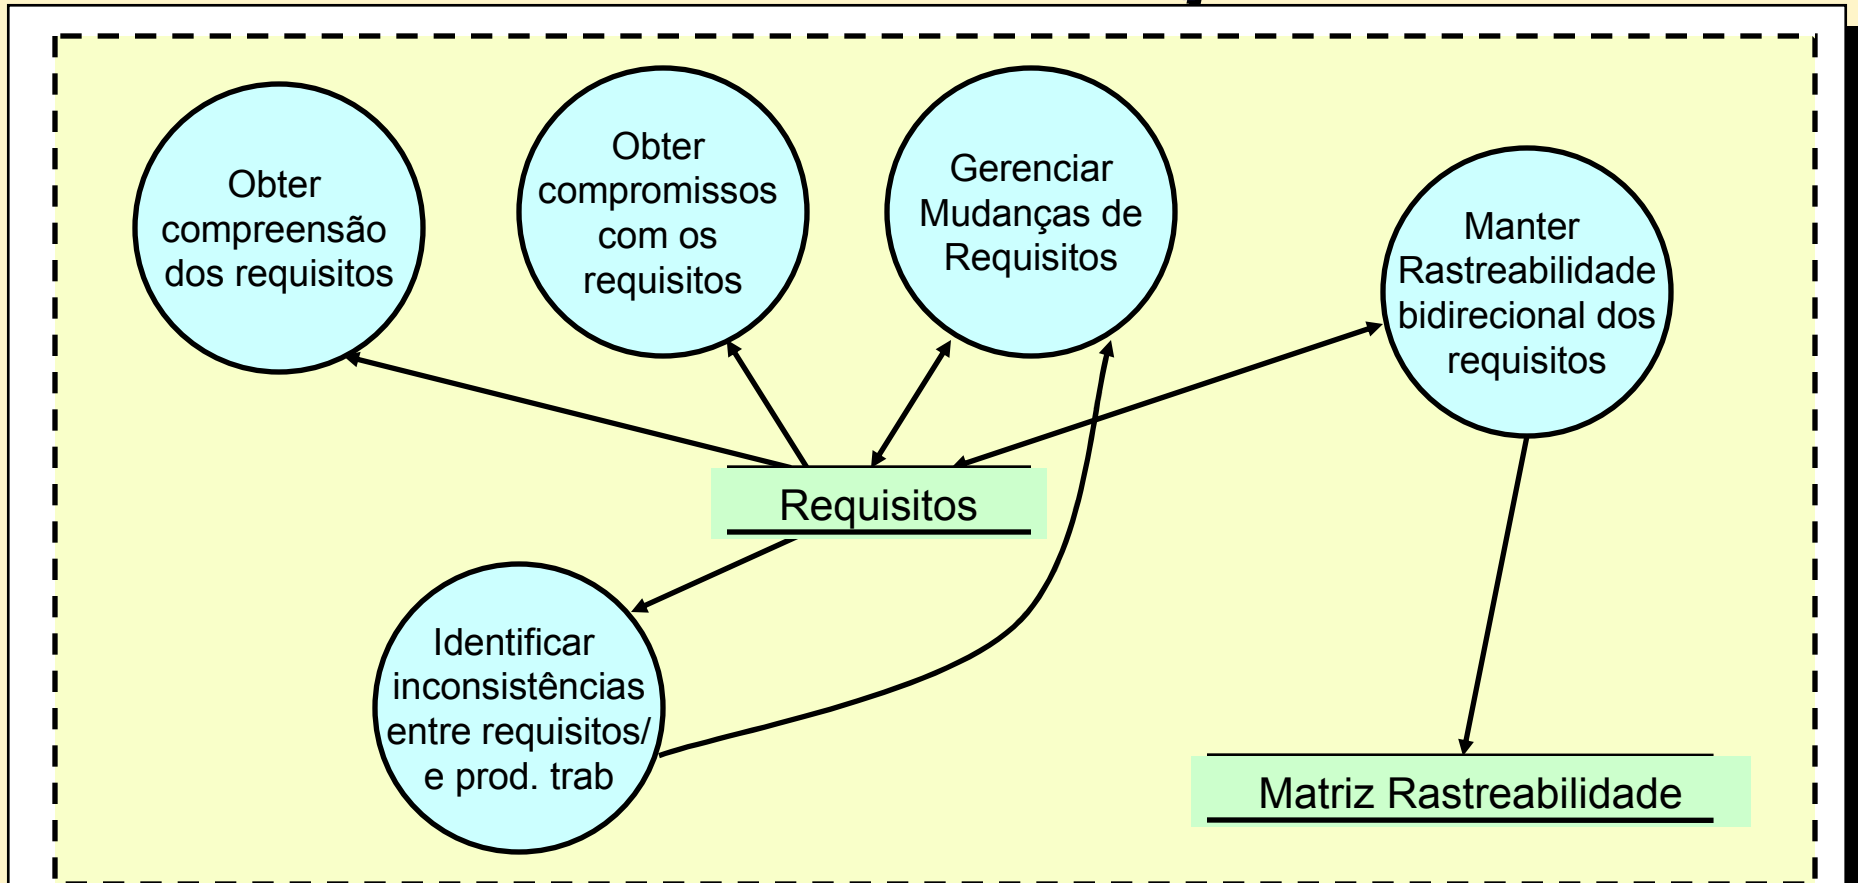 Obter
compreensão
dos requisitos
Obter
compromissos
com os
requisitos
Gerenciar
Mudanças de
Requisitos
Manter
Rastreabilidade
bidirecional dos
requisitos
Requisitos
Identificar
inconsistências
entre requisitos/
e prod. trab
Matriz Rastreabilidade